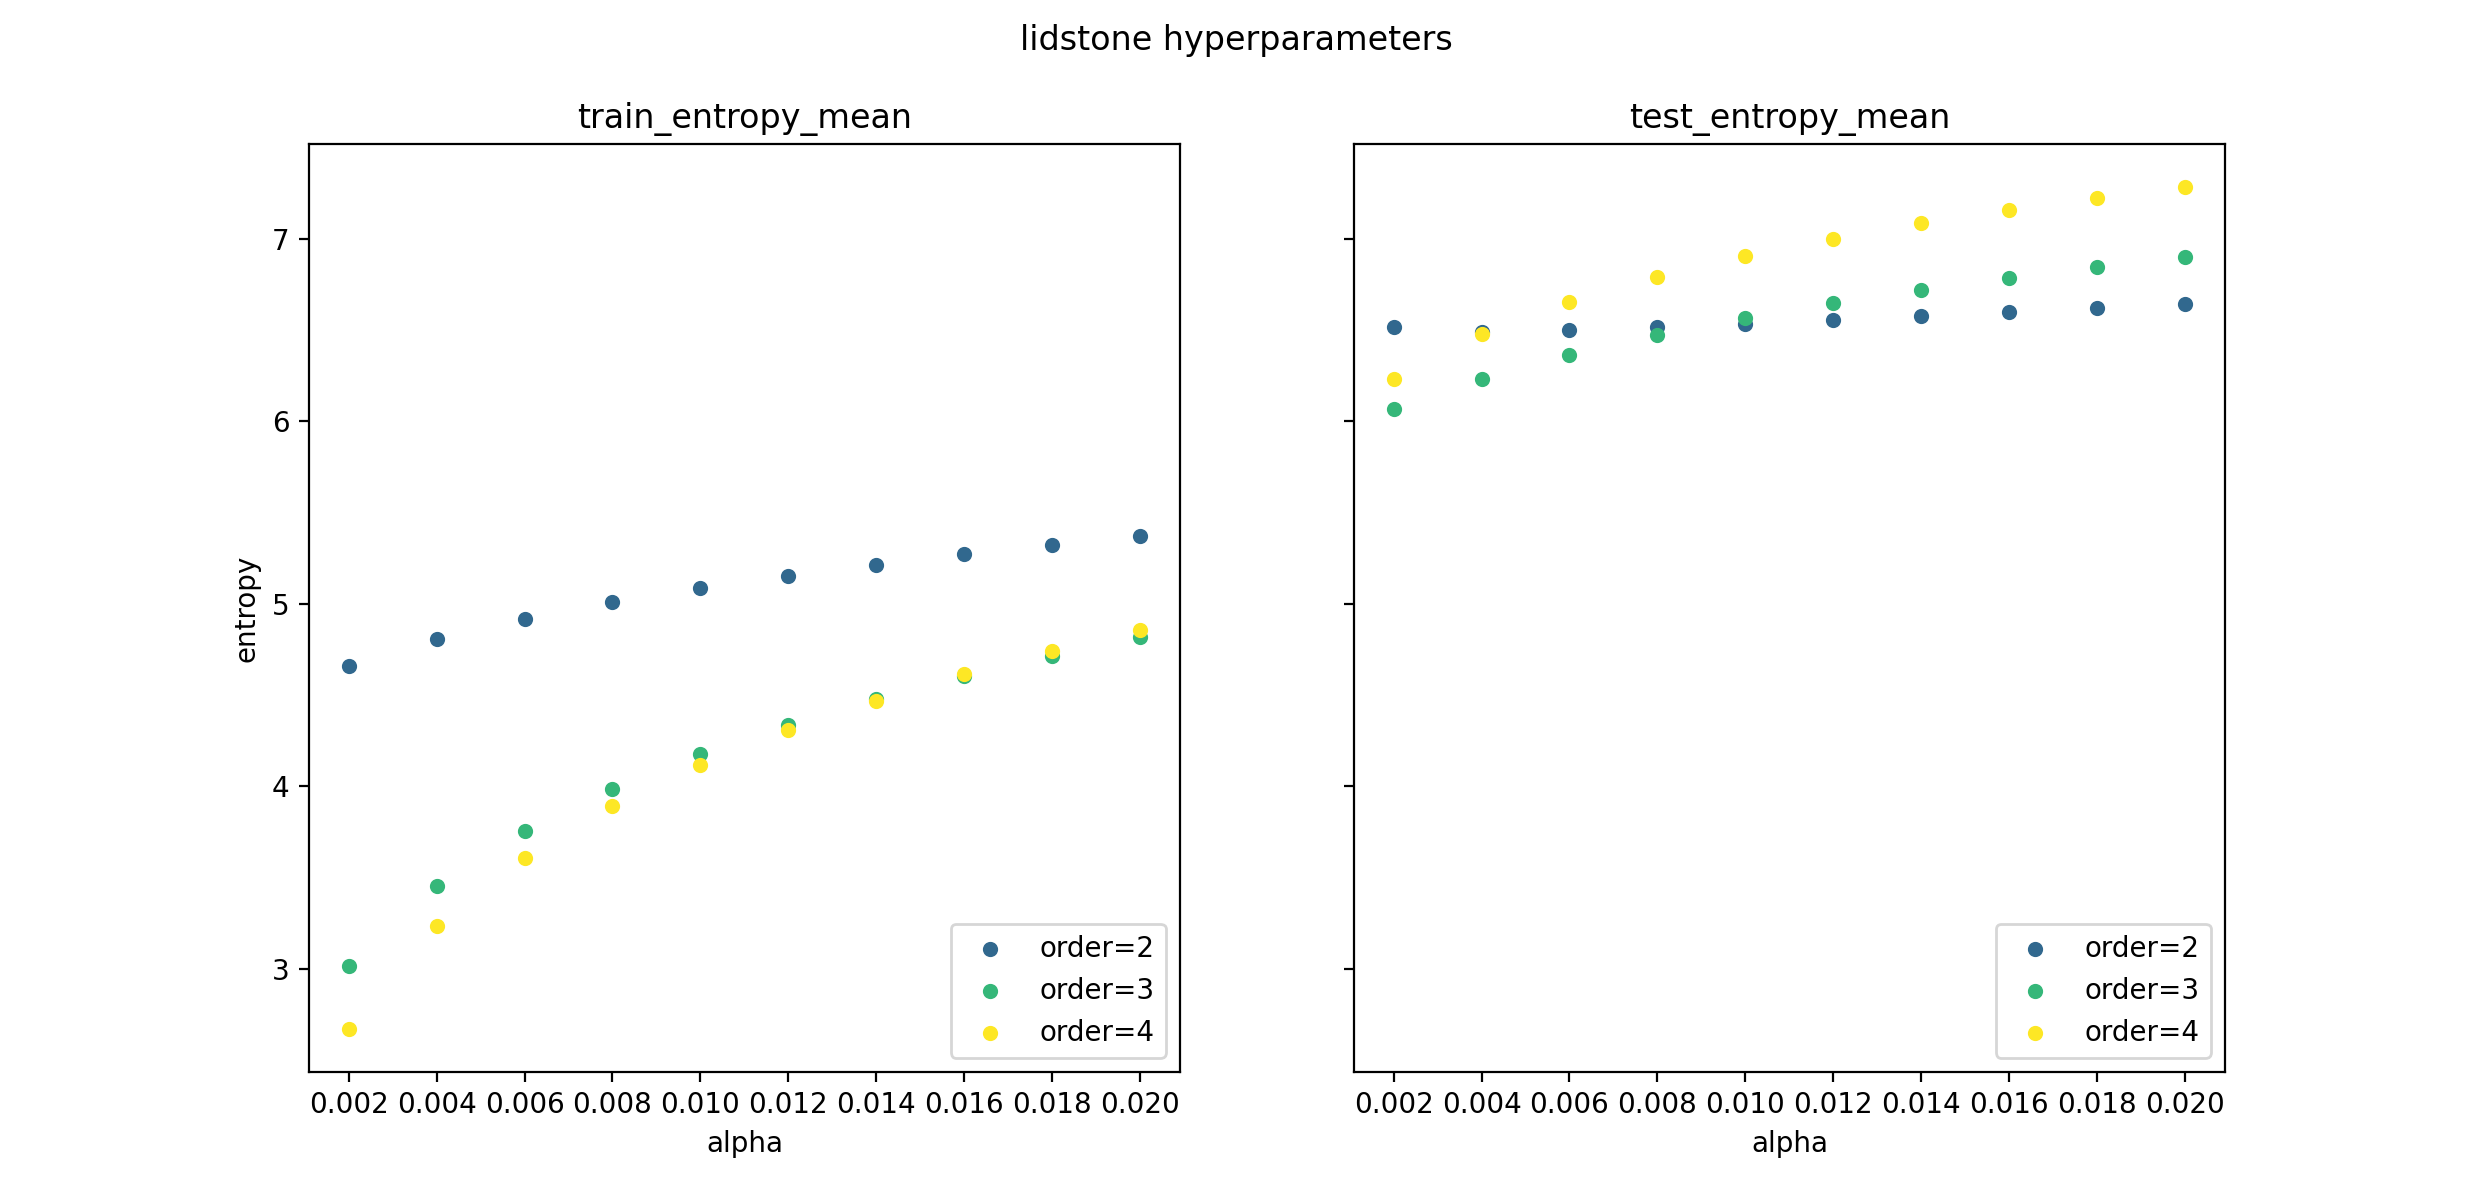 lidstone hyperparameters
train_entropy_mean
entropy
7
6
5
4
3
0.002 0.004 0.006 0.008 0.010 0.012 0.014 0.016 0.018 0.020
alpha
order=2
order=3
order=4
test_entropy_mean
0.002 0.004 0.006 0.008 0.010 0.012 0.014 0.016 0.018 0.020
alpha
order=2
order=3
order=4